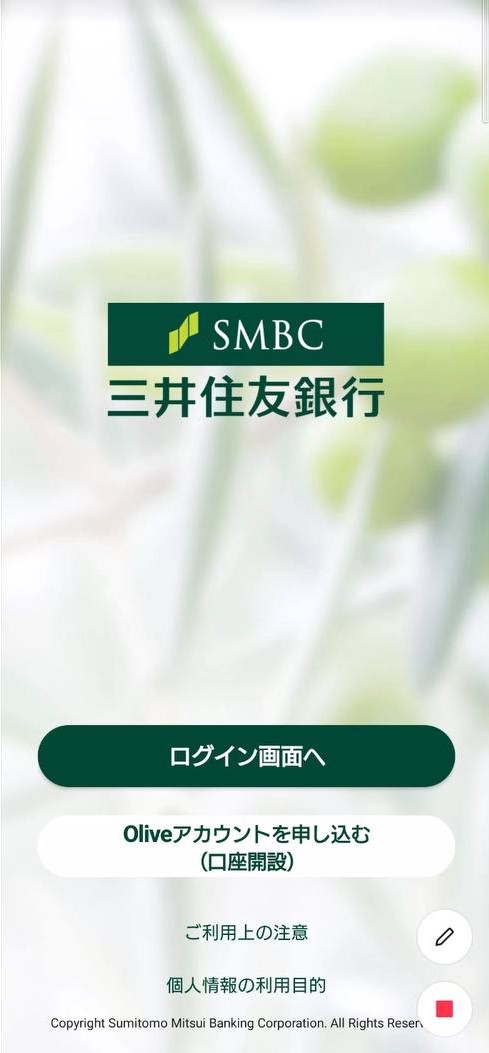 SMBC
三井住友銀行
ログイン画面へ
Oliveアカウントを申し込む
（口座開設）
ご利用上の注意
個人情報の利用目的
Copyright Sumitomo Mitsui Banking Corporation. All Rights